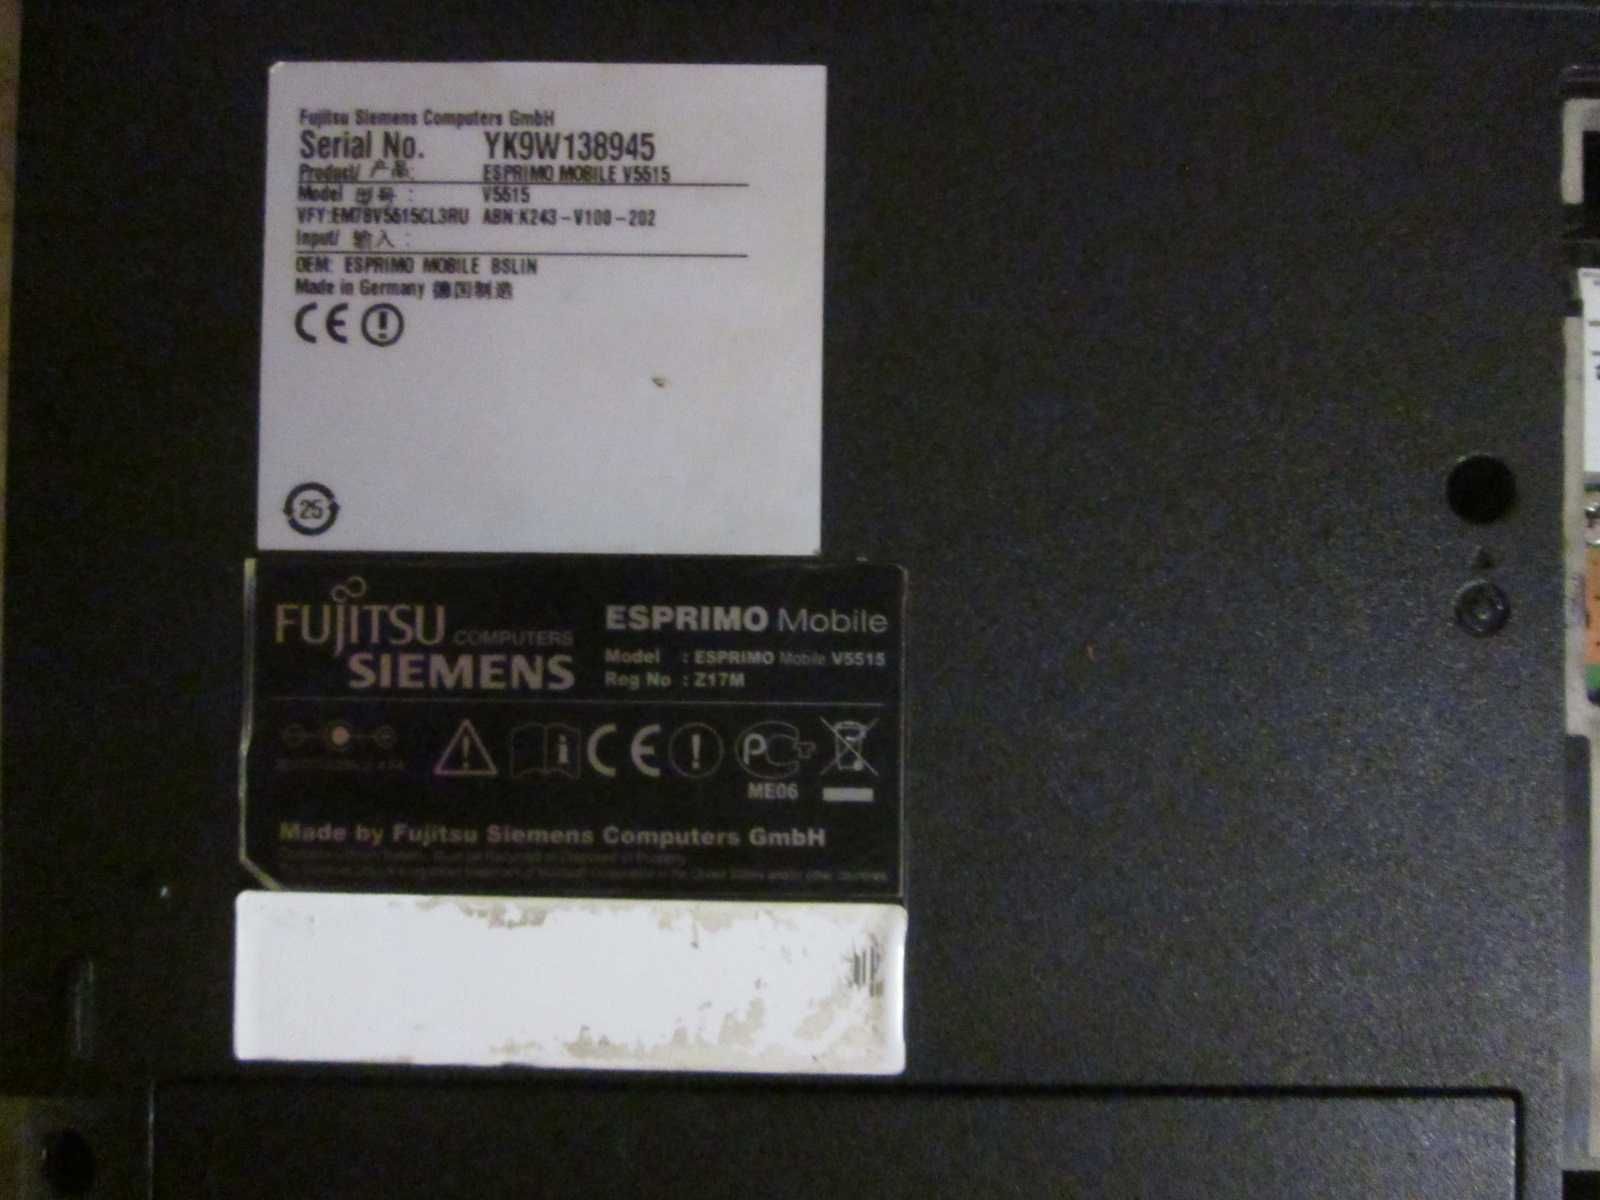 Fujitsu Siemens Computers GmbH
Serial No. YK9W138945
Product/ 产品: ESPRIMO MOBILE V5515
Model 型号 : V5515
VFY:EM78V5515CL3RU ABN:K243-V100-202
Input/ 输入 :
OEM: ESPRIMO MOBILE BSLIN
Made in Germany 德国制造
CE
25
FUJITSU COMPUTERS
SIEMENS
ESPRIMO Mobile
Model : ESPRIMO Mobile V5515
Reg No : Z17M
i CE
ME06
Made by Fujitsu Siemens Computers GmbH